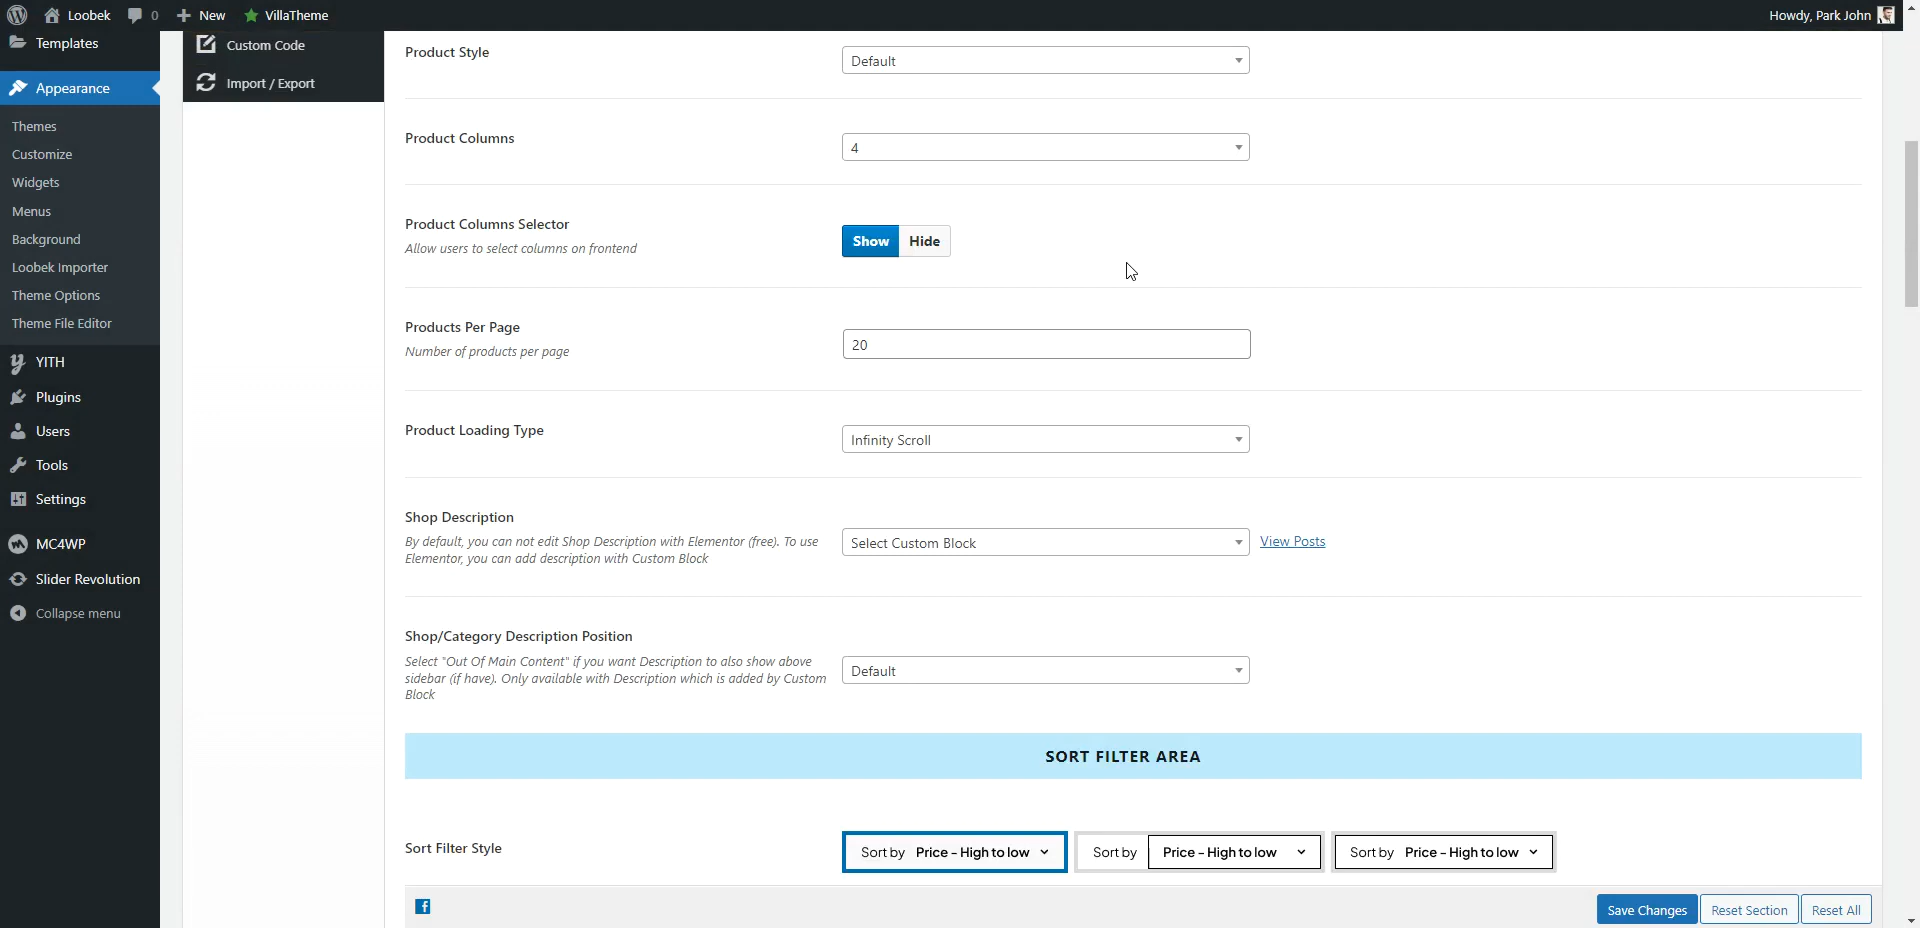 Loobek
0
New
VillaTheme
Howdy, Park John
Templates
Appearance
Themes
Customize
Widgets
Menus
Background
Loobek Importer
Theme Options
Theme File Editor
YITH
Plugins
Users
Tools
Settings
MC4WP
Slider Revolution
Collapse menu
Custom Code
Import / Export
Product Style
Default
Product Columns
4
Product Columns Selector
Allow users to select columns on frontend
Show
Hide
Products Per Page
Number of products per page
20
Product Loading Type
Infinity Scroll
Shop Description
By default, you can not edit Shop Description with Elementor (free). To use
Elementor, you can add description with Custom Block
Select Custom Block
View Posts
Shop/Category Description Position
Select "Out Of Main Content" if you want Description to also show above
sidebar (if have). Only available with Description which is added by Custom
Block
Default
SORT FILTER AREA
Sort Filter Style
Sort by Price - High to low
Sort by Price - High to low
Sort by Price - High to low
Save Changes
Reset Section
Reset All